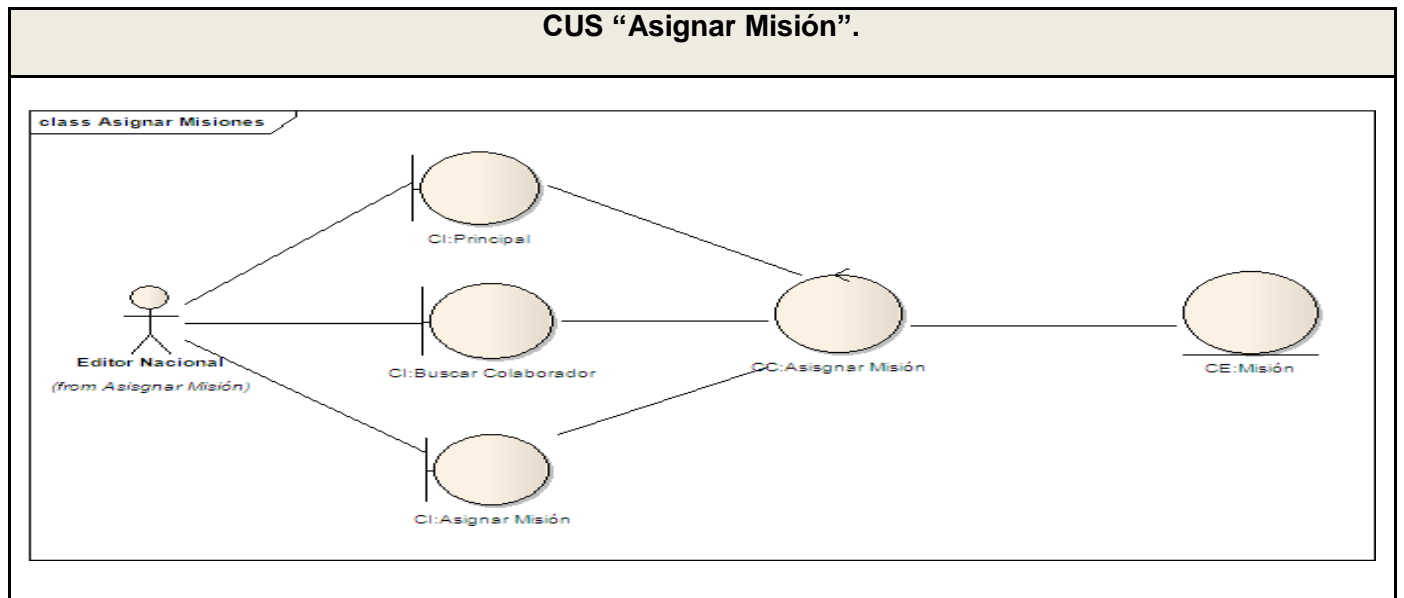 CUS “Asignar Misión”.
class Asignar Misiones
CI:Principal
Editor Nacional
(from Asisgnar Misión)
CI:Buscar Colaborador
CC:Asisgnar Misión
CE:Misión
CI:Asignar Misión